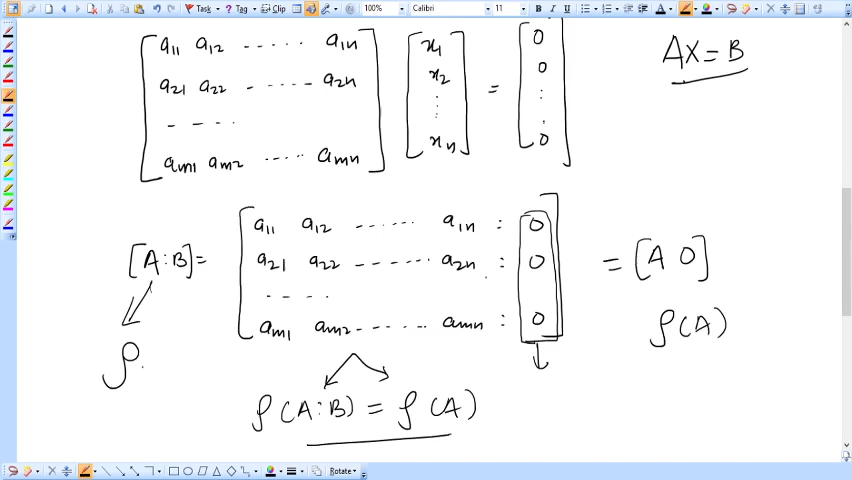 Task Tag Clip 100% Calibri 11 B I U
a11 a12 ...... a1n x1 0 AX = B
a21 a22 - ..... a2n x2 = 0
- - .... : :
am1 am2 ..... amn xn 0
[A:B] = a11 a12 ....... a1n : 0
a21 a22 ------- a2n : 0 = [A 0]
- - - - -
am1 am2 ------- amn : 0 ρ(A)
ρ
ρ(A:B) = ρ(A)
Rotate